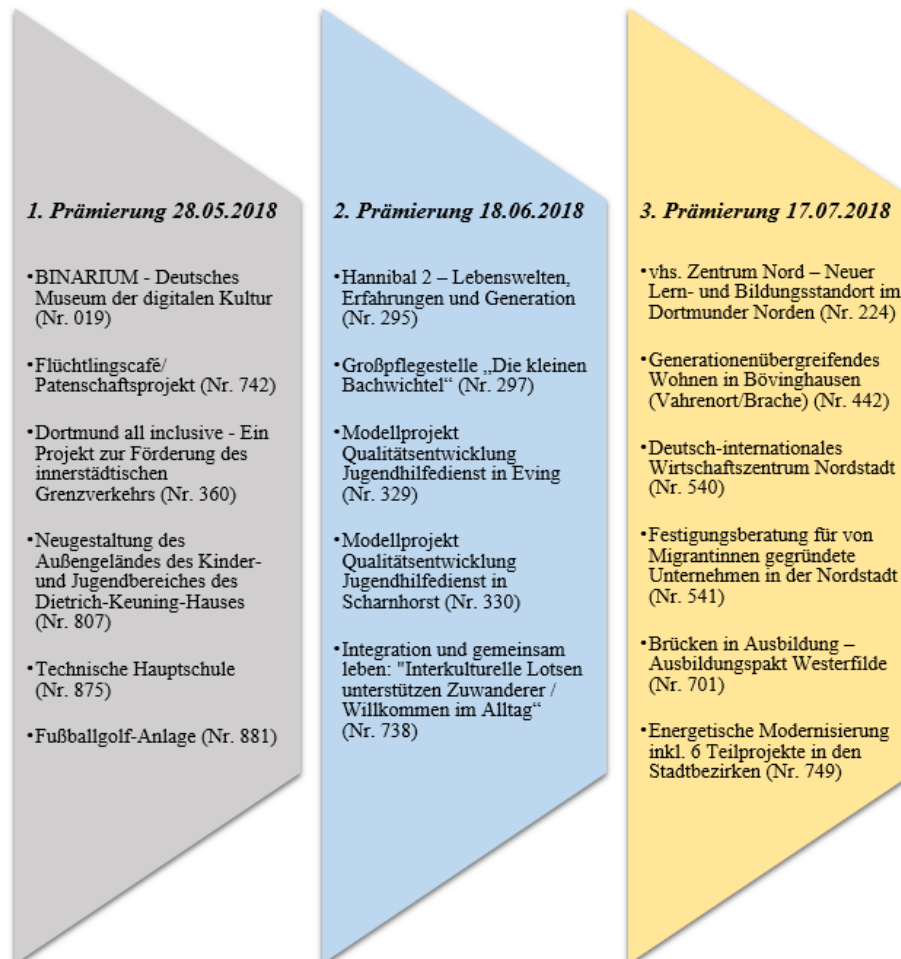 1. Prämierung 28.05.2018
•BINARIUM - Deutsches
Museum der digitalen Kultur
(Nr. 019)
•Flüchtlingscafé/
Patenschaftsprojekt (Nr. 742)
•Dortmund all inclusive - Ein
Projekt zur Förderung des
innerstädtischen
Grenzverkehrs (Nr. 360)
•Neugestaltung des
Außengeländes des Kinder-
und Jugendbereiches des
Dietrich-Keuning-Hauses
(Nr. 807)
•Technische Hauptschule
(Nr. 875)
•Fußballgolf-Anlage (Nr. 881)
2. Prämierung 18.06.2018
•Hannibal 2 – Lebenswelten,
Erfahrungen und Generation
(Nr. 295)
•Großpflegestelle „Die kleinen
Bachwichtel“ (Nr. 297)
•Modellprojekt
Qualitätsentwicklung
Jugendhilfedienst in Eving
(Nr. 329)
•Modellprojekt
Qualitätsentwicklung
Jugendhilfedienst in
Scharnhorst (Nr. 330)
•Integration und gemeinsam
leben: "Interkulturelle Lotsen
unterstützen Zuwanderer /
Willkommen im Alltag“
(Nr. 738)
3. Prämierung 17.07.2018
•vhs. Zentrum Nord – Neuer
Lern- und Bildungsstandort im
Dortmunder Norden (Nr. 224)
•Generationenübergreifendes
Wohnen in Bövinghausen
(Vahrenort/Brache) (Nr. 442)
•Deutsch-internationales
Wirtschaftszentrum Nordstadt
(Nr. 540)
•Festigungsberatung für von
Migrantinnen gegründete
Unternehmen in der Nordstadt
(Nr. 541)
•Brücken in Ausbildung –
Ausbildungspakt Westerfilde
(Nr. 701)
•Energetische Modernisierung
inkl. 6 Teilprojekte in den
Stadtbezirken (Nr. 749)